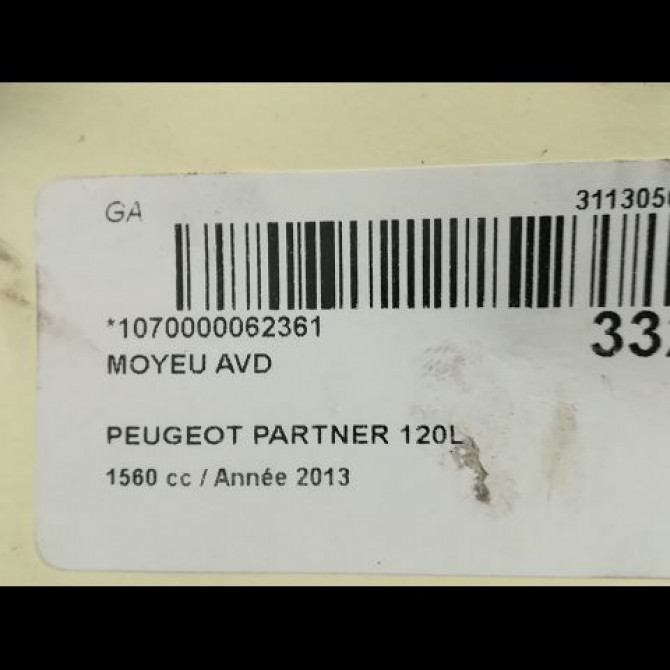 GA
*1070000062361
MOYEU AVD
PEUGEOT PARTNER 120L
1560 cc / Année 2013